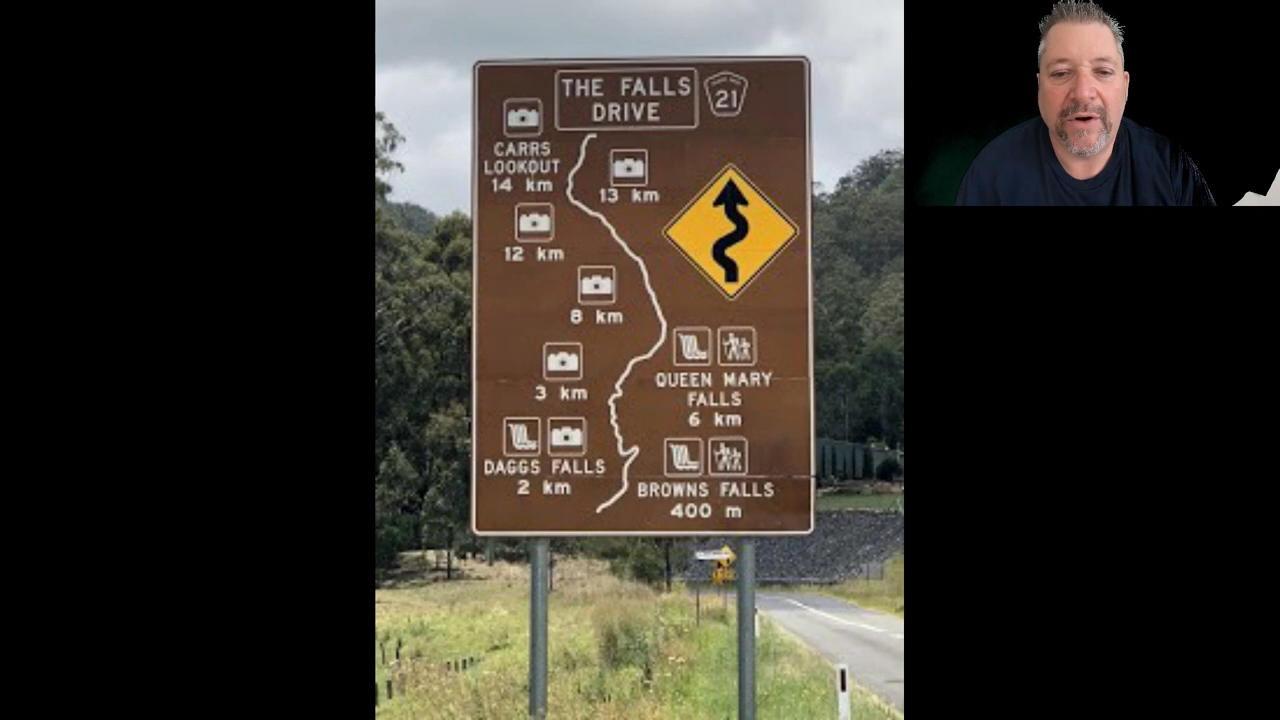 THE FALLS
DRIVE
21
CARRS
LOOKOUT
14 km
13 km
12 km
8 km
3 km
QUEEN MARY
FALLS
6 km
DAGGS FALLS
2 km
BROWNS FALLS
400 m